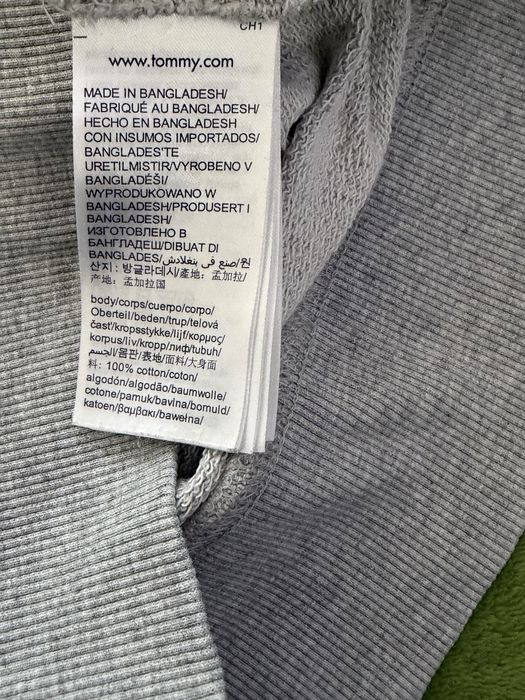 CH1
www.tommy.com
MADE IN BANGLADESH/
FABRIQUÉ AU BANGLADESH/
HECHO EN BANGLADESH
CON INSUMOS IMPORTADOS/
BANGLADEŞ'TE
URETILMISTIR/VYROBENO V
BANGLADÉŠI/
WYPRODUKOWANO W
BANGLADESH/PRODUSERT I
BANGLADESH/
ИЗГОТОВЛЕНО В
БАНГЛАДЕШ/DIBUAT DI
BANGLADES/صنع في بنغلادش/원
산지 : 방글라데시/產地：孟加拉/
产地：孟加拉国
body/corps/cuerpo/corpo/
Oberteil/beden/trup/telová
časť/kropsstykke/lijf/κορμος/
korpus/liv/kropp/лиф/tubuh/
الجسم/몸판/表地/面料/大身面
料: 100% cotton/coton/
algodón/algodão/baumwolle/
cotone/pamuk/bavlna/bomuld/
katoen/βαμβακι/bawełna/